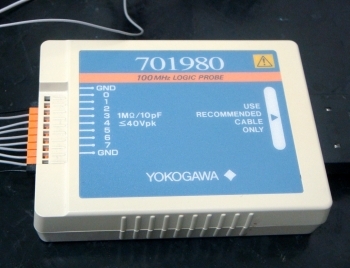 701980
100MHz LOGIC PROBE
GND
0
1
2
3
4
5
6
7
GND
1MΩ/10pF
≤40Vpk
USE
RECOMMENDED
CABLE
ONLY
YOKOGAWA